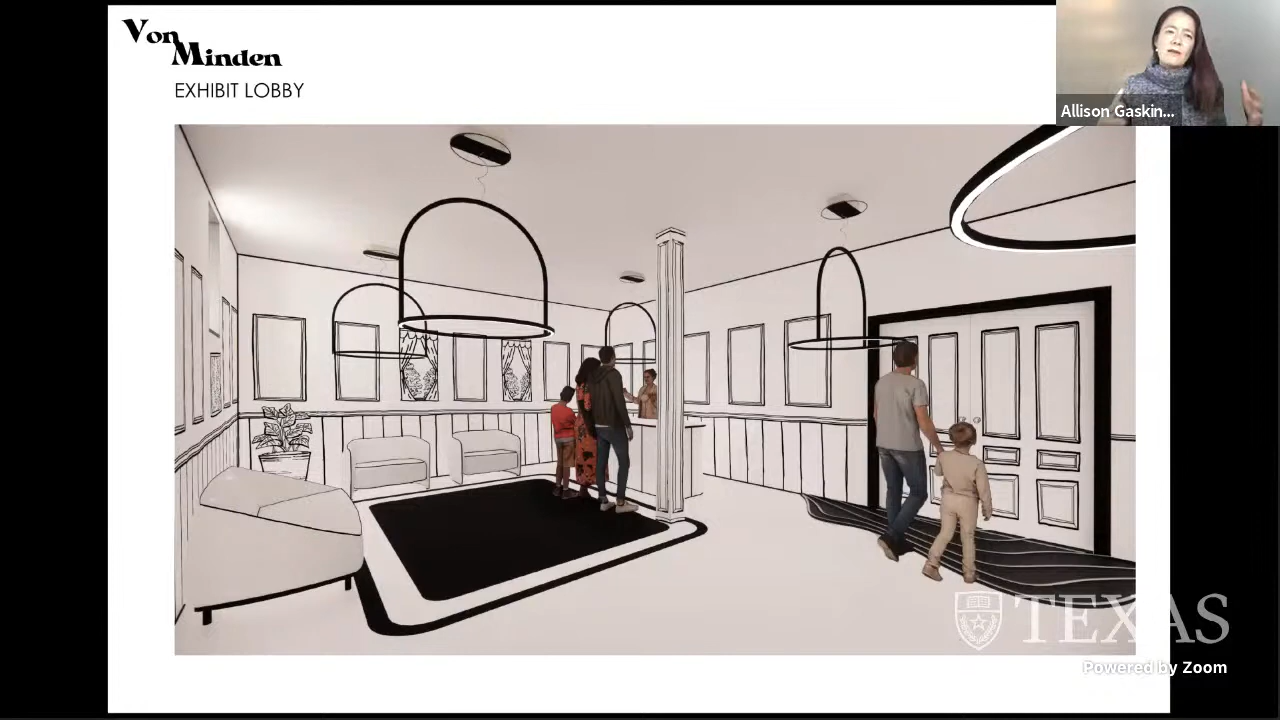 Von
Minden
EXHIBIT LOBBY
Allison Gaskin...
TEXAS
Powered by Zoom